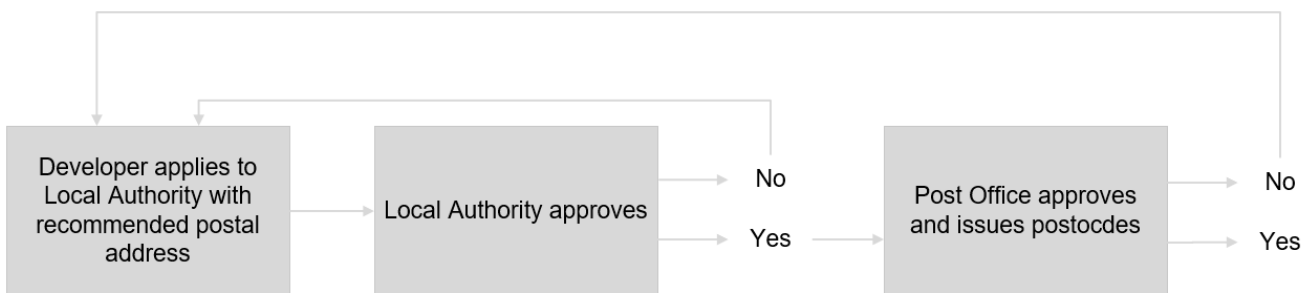 Developer applies to
Local Authority with
recommended postal
address
Local Authority approves
No
Yes
Post Office approves
and issues postocdes
No
Yes